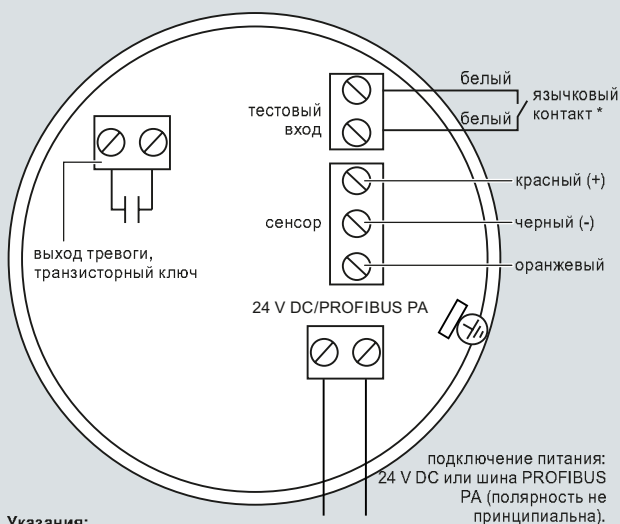 белый
язычковый
контакт *
тестовый
вход
белый
красный (+)
сенсор
черный (-)
оранжевый
выход тревоги,
транзисторный ключ
24 V DC/PROFIBUS PA
подключение питания:
24 V DC или шина PROFIBUS
PA (полярность не
принципиальна).
Указания: